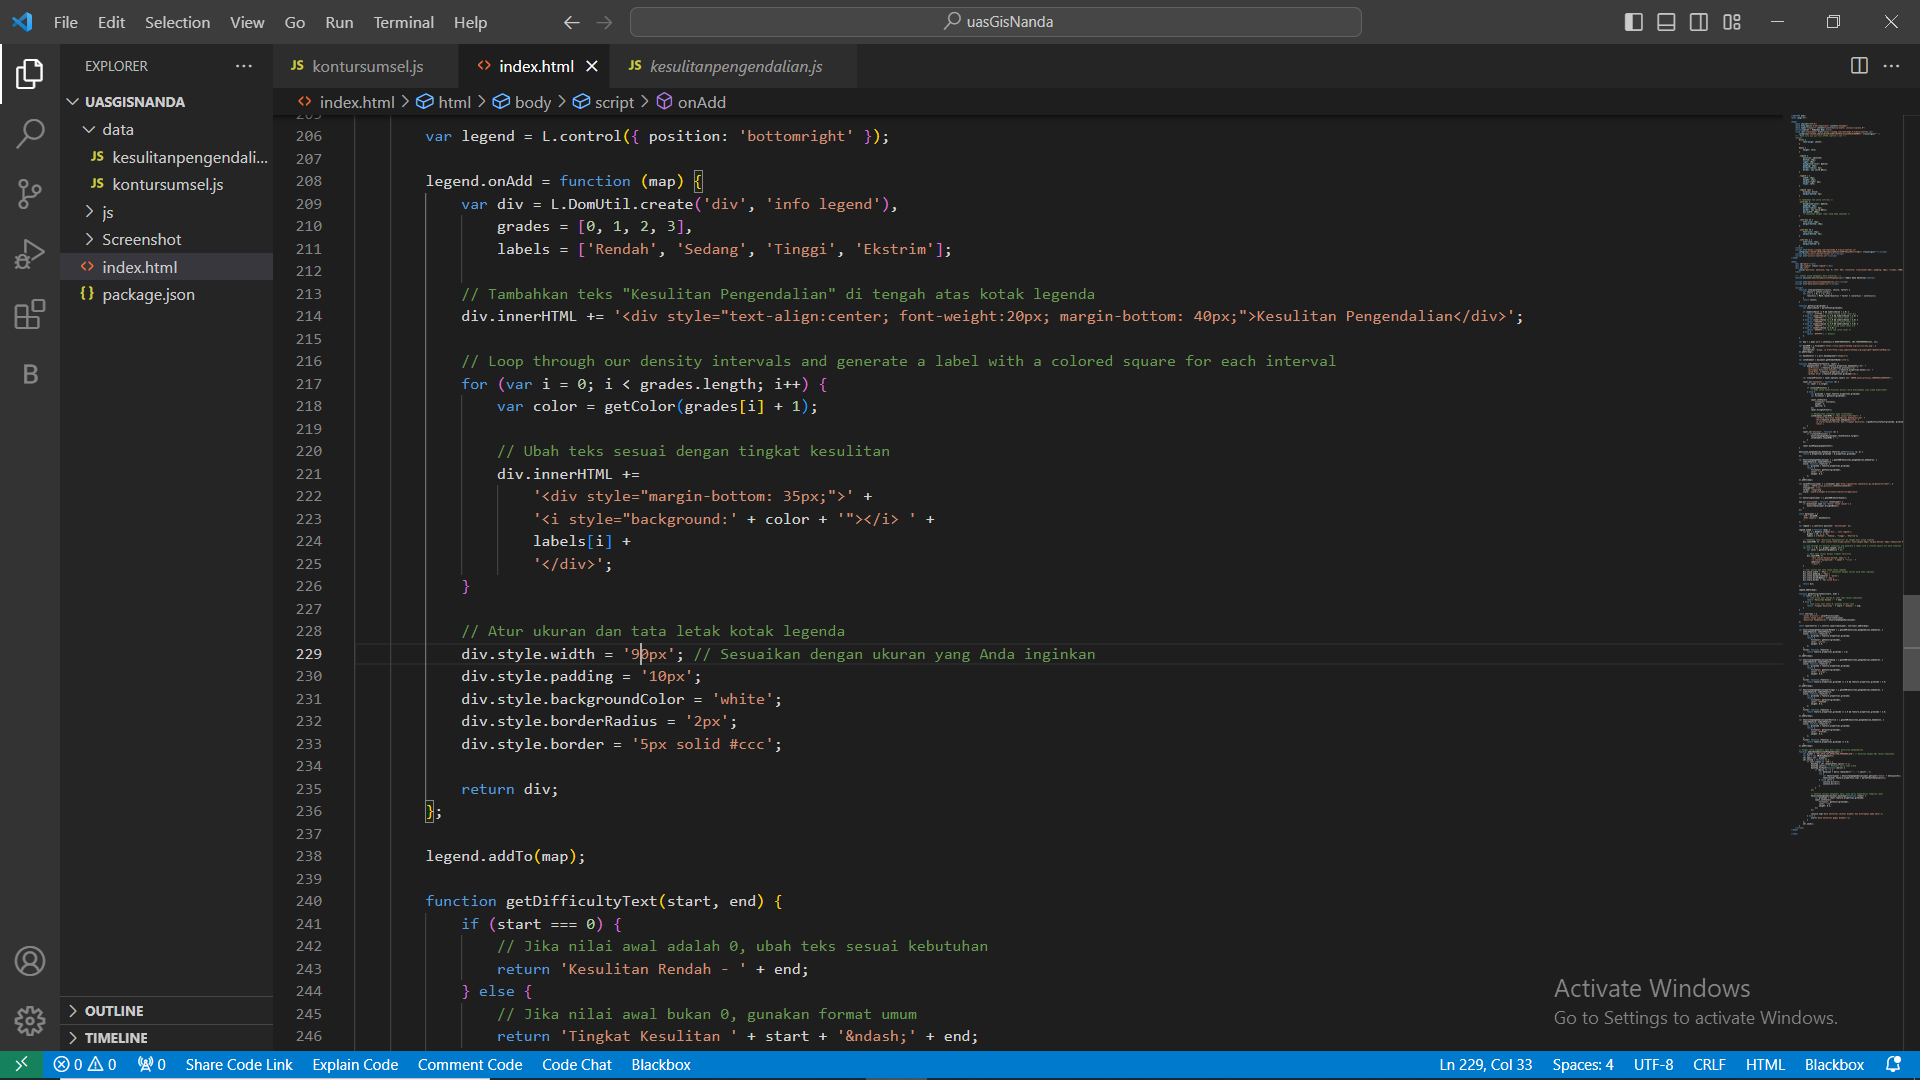 File Edit Selection View Go Run Terminal Help
uasGisNanda
EXPLORER
JS kontursumsel.js
<> index.html
JS kesulitanpengendalian.js
UASGISNANDA
data
JS kesulitanpengendali...
JS kontursumsel.js
js
Screenshot
<> index.html
{} package.json
OUTLINE
TIMELINE
<> index.html > html > body > script > onAdd
206 var legend = L.control({ position: 'bottomright' });
207
208 legend.onAdd = function (map) {
209 var div = L.DomUtil.create('div', 'info legend'),
210 grades = [0, 1, 2, 3],
211 labels = ['Rendah', 'Sedang', 'Tinggi', 'Ekstrim'];
212
213 // Tambahkan teks "Kesulitan Pengendalian" di tengah atas kotak legenda
214 div.innerHTML += '<div style="text-align:center; font-weight:20px; margin-bottom: 40px;">Kesulitan Pengendalian</div>';
215
216 // Loop through our density intervals and generate a label with a colored square for each interval
217 for (var i = 0; i < grades.length; i++) {
218 var color = getColor(grades[i] + 1);
219
220 // Ubah teks sesuai dengan tingkat kesulitan
221 div.innerHTML +=
222 '<div style="margin-bottom: 35px;">' +
223 '<i style="background:' + color + '"></i> ' +
224 labels[i] +
225 '</div>';
226 }
227
228 // Atur ukuran dan tata letak kotak legenda
229 div.style.width = '90px'; // Sesuaikan dengan ukuran yang Anda inginkan
230 div.style.padding = '10px';
231 div.style.backgroundColor = 'white';
232 div.style.borderRadius = '2px';
233 div.style.border = '5px solid #ccc';
234
235 return div;
236 };
237
238 legend.addTo(map);
239
240 function getDifficultyText(start, end) {
241 if (start === 0) {
242 // Jika nilai awal adalah 0, ubah teks sesuai kebutuhan
243 return 'Kesulitan Rendah - ' + end;
244 } else {
245 // Jika nilai awal bukan 0, gunakan format umum
246 return 'Tingkat Kesulitan ' + start + '&ndash;' + end;
Activate Windows
Go to Settings to activate Windows.
0 0 0 Share Code Link Explain Code Comment Code Code Chat Blackbox
Ln 229, Col 33 Spaces: 4 UTF-8 CRLF HTML Blackbox